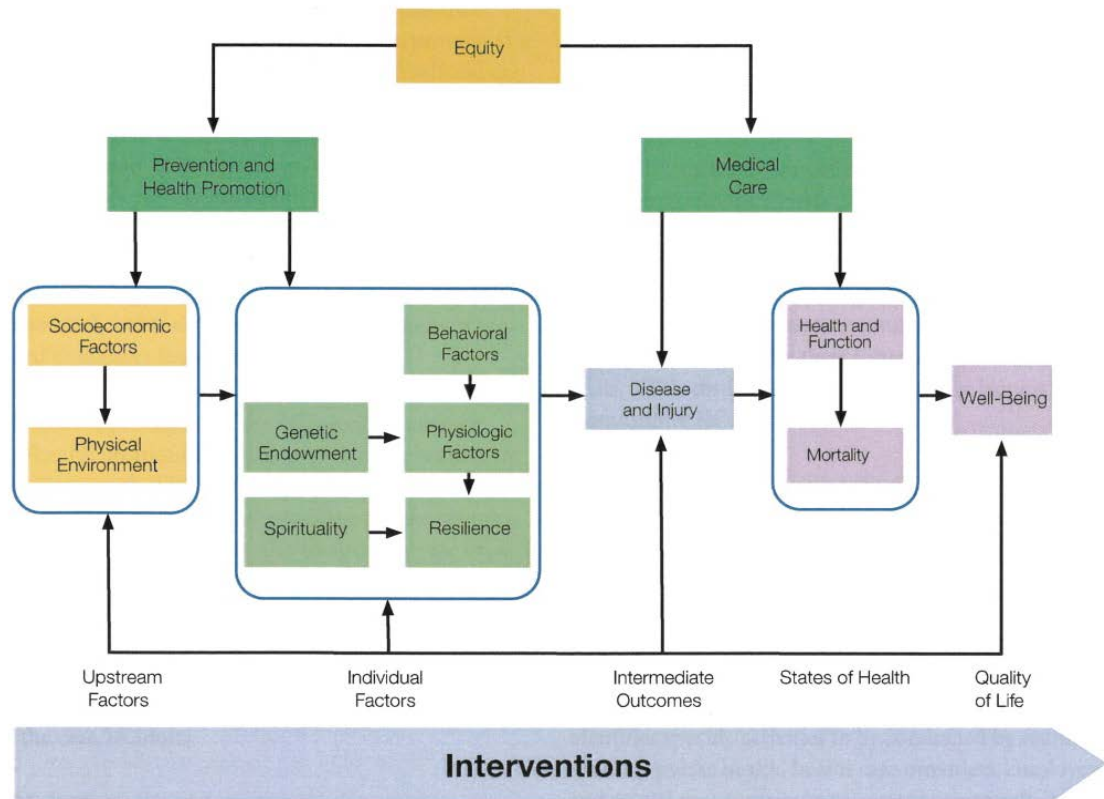 Equity
Prevention and
Health Promotion
Medical
Care
Socioeconomic
Factors
Physical
Environment
Behavioral
Factors
Genetic
Endowment
Physiologic
Factors
Spirituality
Resilience
Disease
and Injury
Health and
Function
Mortality
Well-Being
Upstream
Factors
Individual
Factors
Intermediate
Outcomes
States of Health
Quality
of Life
Interventions